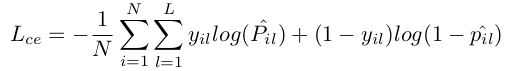 $L_{ce} = -\frac{1}{N} \sum_{i=1}^{N} \sum_{l=1}^{L} y_{il} log(\hat{P_{il}}) + (1 - y_{il}) log(1 - \hat{p_{il}})$